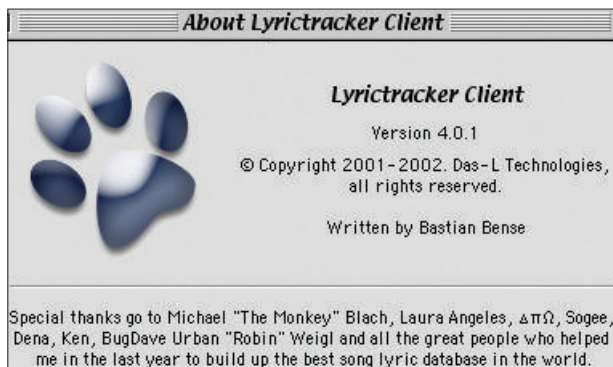 About Lyrictracker Client
Lyrictracker Client
Version 4.0.1
© Copyright 2001-2002. Das-L Technologies,
all rights reserved.
Written by Bastian Bense
Special thanks go to Michael "The Monkey" Blach, Laura Angeles, ΔπΩ, Sogee,
Dena, Ken, BugDave Urban "Robin" Weigl and all the great people who helped
me in the last year to build up the best song lyric database in the world.